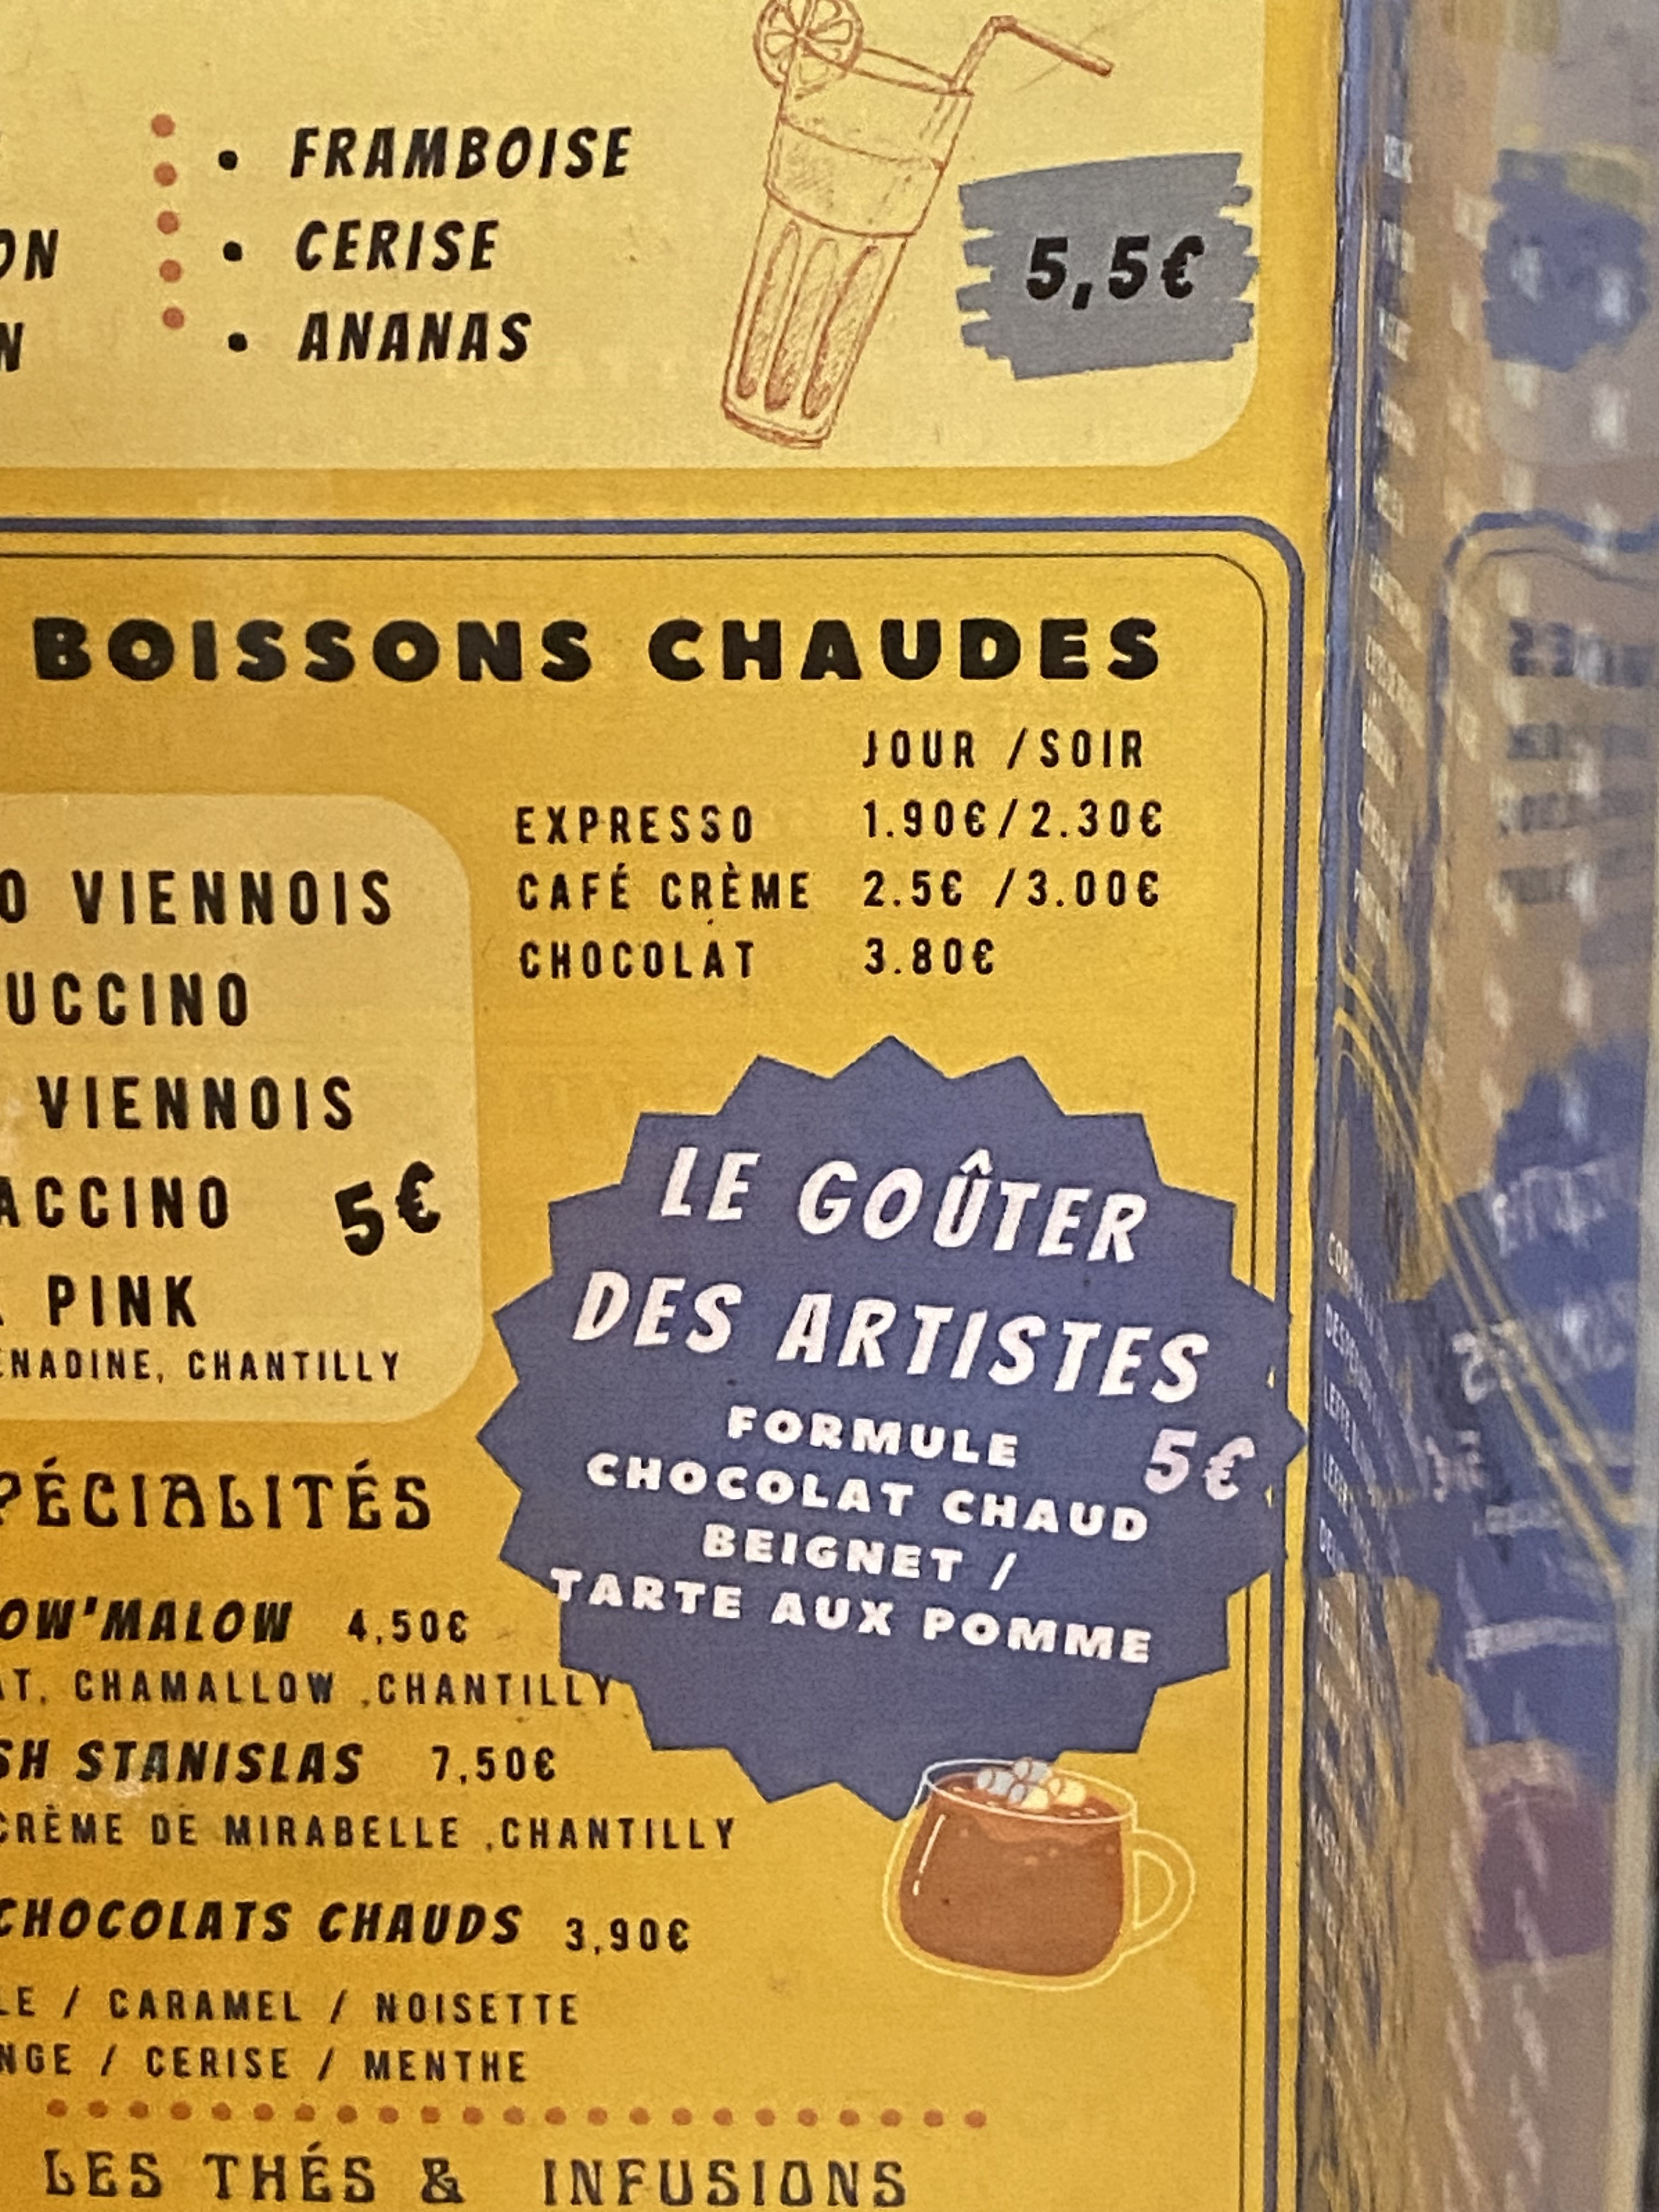 • FRAMBOISE
• CERISE
• ANANAS
5,5€
BOISSONS CHAUDES
JOUR /SOIR
EXPRESSO 1.90€/2.30€
CAFÉ CRÈME 2.5€ /3.00€
CHOCOLAT 3.80€
VIENNOIS
UCCINO
VIENNOIS
ACCINO 5€
PINK
ENADINE, CHANTILLY
LE GOÛTER
DES ARTISTES
FORMULE 5€
CHOCOLAT CHAUD
BEIGNET /
TARTE AUX POMME
PÉCIALITÉS
OW'MALOW 4,50€
AT, CHAMALLOW ,CHANTILLY
SH STANISLAS 7,50€
CRÈME DE MIRABELLE ,CHANTILLY
CHOCOLATS CHAUDS 3,90€
LE / CARAMEL / NOISETTE
NGE / CERISE / MENTHE
LES THÉS & INFUSIONS